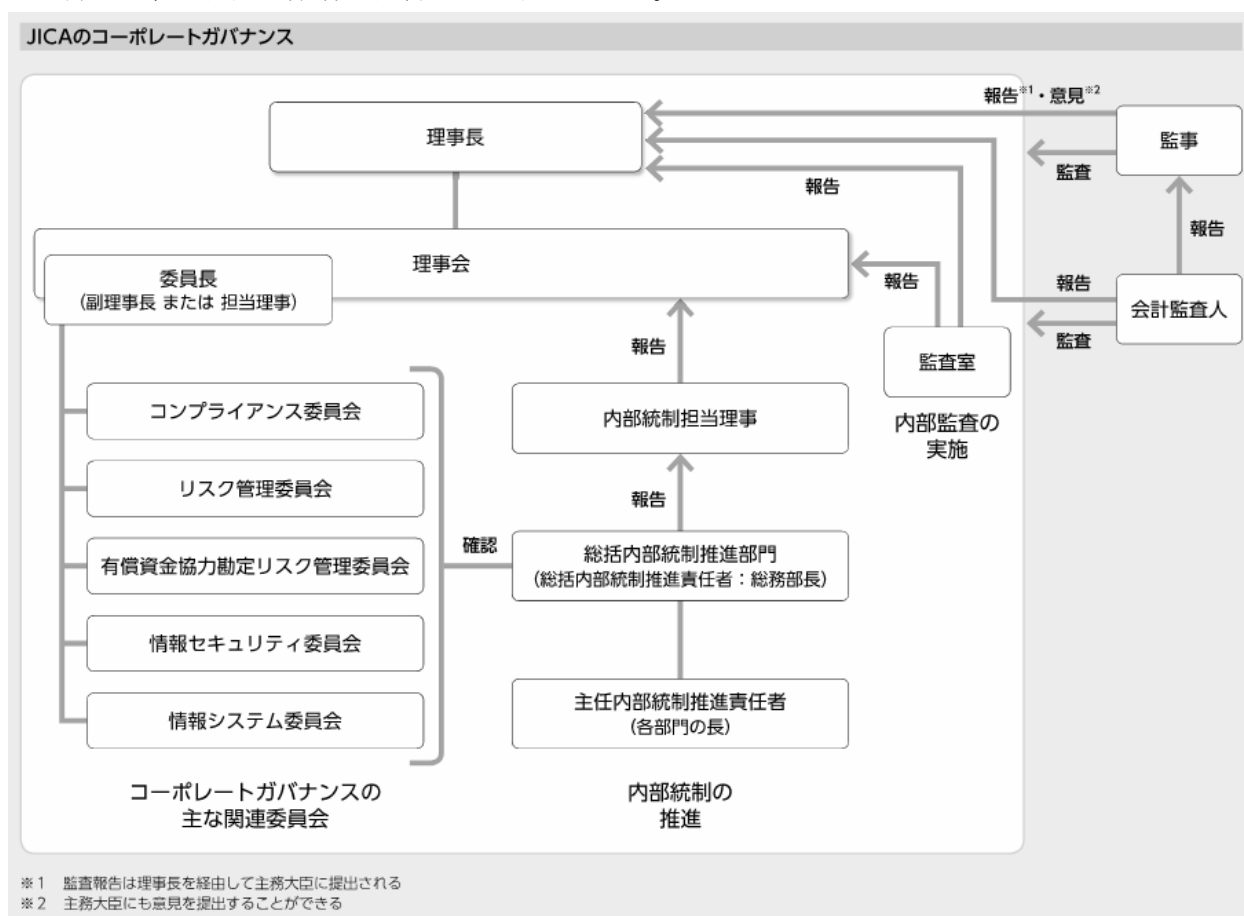 JICAのコーポレートガバナンス
報告※1・意見※2
理事長
監事
監査
報告
報告
理事会
委員長
（副理事長 または 担当理事）
報告
報告
会計監査人
監査
報告
監査室
コンプライアンス委員会
内部統制担当理事
内部監査の
実施
リスク管理委員会
報告
確認
有償資金協力勘定リスク管理委員会
総括内部統制推進部門
（総括内部統制推進責任者：総務部長）
情報セキュリティ委員会
主任内部統制推進責任者
（各部門の長）
情報システム委員会
コーポレートガバナンスの
主な関連委員会
内部統制の
推進
※1 監査報告は理事長を経由して主務大臣に提出される
※2 主務大臣にも意見を提出することができる